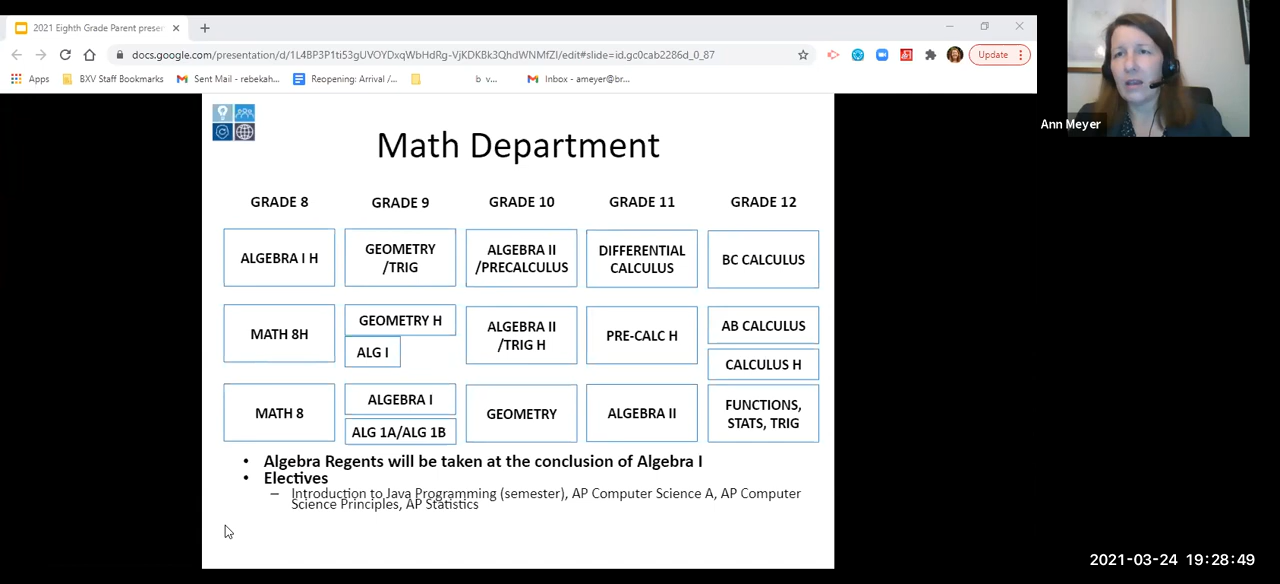 2021 Eighth Grade Parent presen
docs.google.com/presentation/d/1L4BP3P1ti53gUVOYDxqWbHdRg-VjKDKBk3QhdWNMfZI/edit#slide=id.gc0cab2286d_0_87
Update
Apps
BXV Staff Bookmarks
Sent Mail - rebekah...
Reopening: Arrival /...
b v...
Inbox - ameyer@br...
Ann Meyer
Math Department
GRADE 8 GRADE 9 GRADE 10 GRADE 11 GRADE 12
ALGEBRA I H
GEOMETRY
/TRIG
ALGEBRA II
/PRECALCULUS
DIFFERENTIAL
CALCULUS
BC CALCULUS
MATH 8H
GEOMETRY H
ALG I
ALGEBRA II
/TRIG H
PRE-CALC H
AB CALCULUS
CALCULUS H
MATH 8
ALGEBRA I
ALG 1A/ALG 1B
GEOMETRY
ALGEBRA II
FUNCTIONS,
STATS, TRIG
• Algebra Regents will be taken at the conclusion of Algebra I
• Electives
– Introduction to Java Programming (semester), AP Computer Science A, AP Computer
Science Principles, AP Statistics
2021-03-24 19:28:49